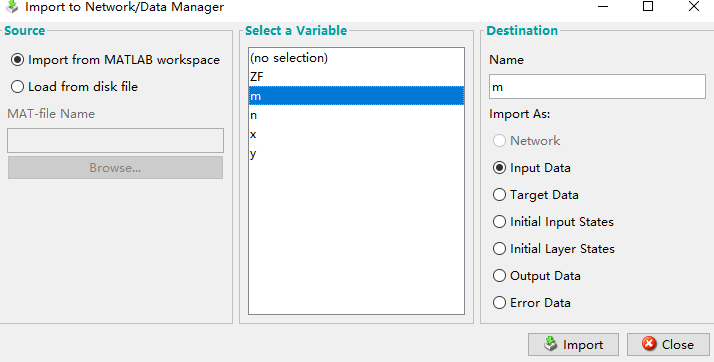 Import to Network/Data Manager
Source
Import from MATLAB workspace
Load from disk file
MAT-file Name
Browse...
Select a Variable
(no selection)
ZF
m
n
x
y
Destination
Name
m
Import As:
Network
Input Data
Target Data
Initial Input States
Initial Layer States
Output Data
Error Data
Import
Close